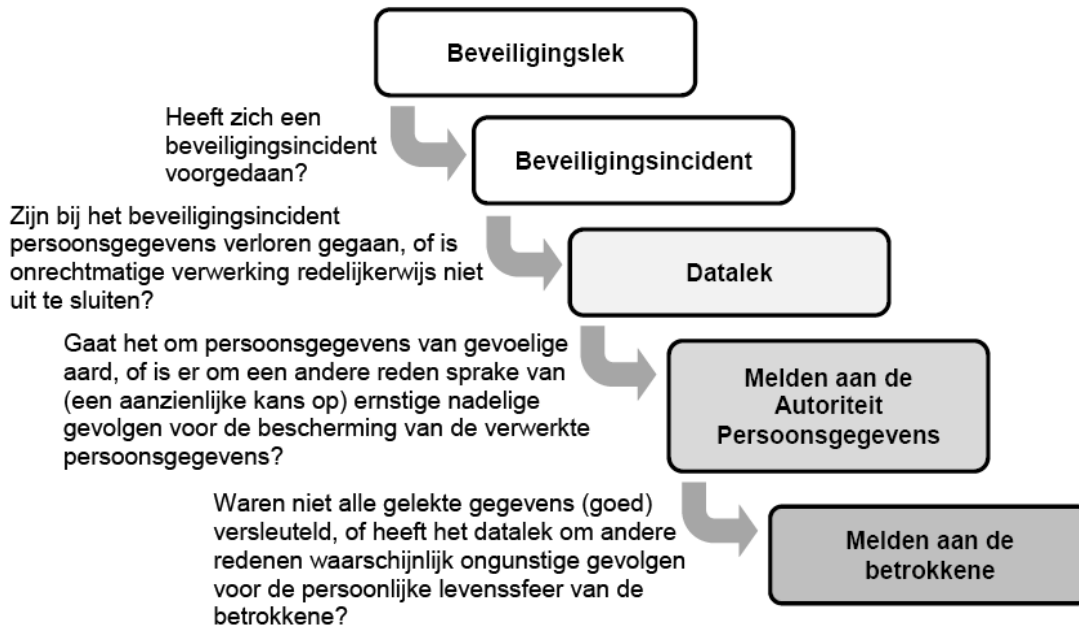 Beveiligingslek
Heeft zich een
beveiligingsincident
voorgedaan?
Beveiligingsincident
Zijn bij het beveiligingsincident
persoonsgegevens verloren gegaan, of is
onrechtmatige verwerking redelijkerwijs niet
uit te sluiten?
Datalek
Gaat het om persoonsgegevens van gevoelige
aard, of is er om een andere reden sprake van
(een aanzienlijke kans op) ernstige nadelige
gevolgen voor de bescherming van de verwerkte
persoonsgegevens?
Melden aan de
Autoriteit
Persoonsgegevens
Waren niet alle gelekte gegevens (goed)
versleuteld, of heeft het datalek om andere
redenen waarschijnlijk ongunstige gevolgen
voor de persoonlijke levenssfeer van de
betrokkene?
Melden aan de
betrokkene